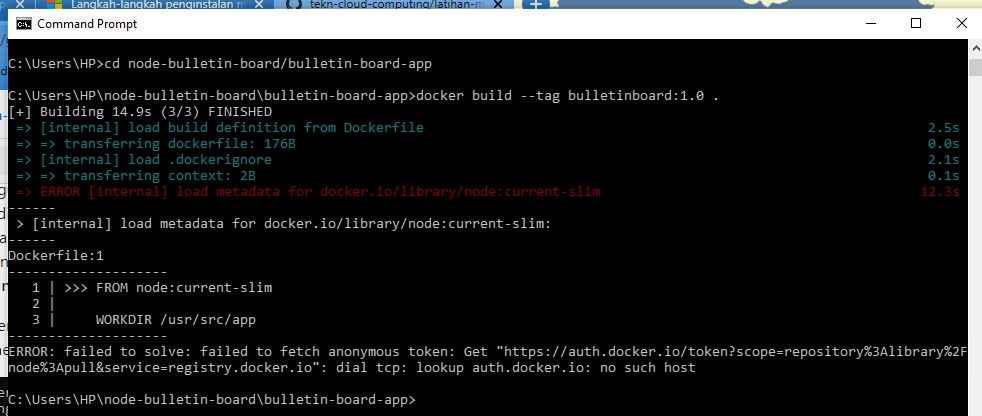 Langkah-langkah penginstalan m
tekn-cloud-computing/latihan-m
Command Prompt
C:\Users\HP>cd node-bulletin-board/bulletin-board-app
C:\Users\HP\node-bulletin-board\bulletin-board-app>docker build --tag bulletinboard:1.0 .
[+] Building 14.9s (3/3) FINISHED
=> [internal] load build definition from Dockerfile 2.5s
=> => transferring dockerfile: 176B 0.0s
=> [internal] load .dockerignore 2.1s
=> => transferring context: 2B 0.1s
=> ERROR [internal] load metadata for docker.io/library/node:current-slim 12.3s
------
> [internal] load metadata for docker.io/library/node:current-slim:
------
Dockerfile:1
--------------------
1 | >>> FROM node:current-slim
2 |
3 | WORKDIR /usr/src/app
--------------------
ERROR: failed to solve: failed to fetch anonymous token: Get "https://auth.docker.io/token?scope=repository%3Alibrary%2F
node%3Apull&service=registry.docker.io": dial tcp: lookup auth.docker.io: no such host
C:\Users\HP\node-bulletin-board\bulletin-board-app>